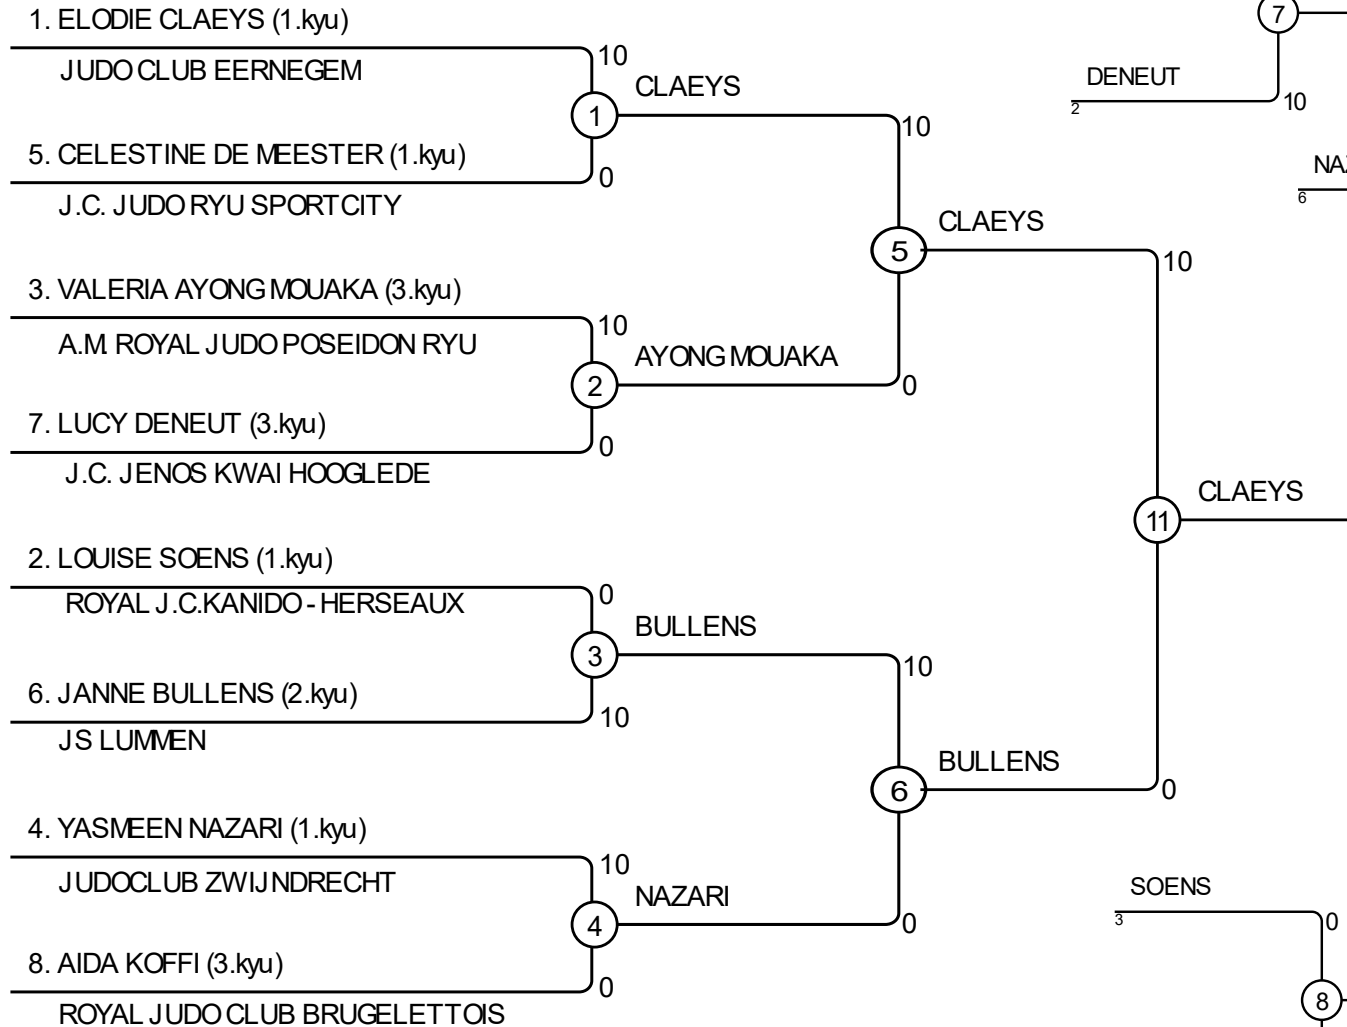 1. ELODIE CLAEYS (1.kyu)
JUDO CLUB EERNEGEM
10
CLAEYS
1
5. CELESTINE DE MEESTER (1.kyu)
0
J.C. JUDO RYU SPORTCITY
10
CLAEYS
5
3. VALERIA AYONG MOUAKA (3.kyu)
A.M. ROYAL JUDO POSEIDON RYU
10
AYONG MOUAKA
2
0
7. LUCY DENEUT (3.kyu)
0
J.C. JENOS KWAI HOOGLEDE
10
CLAEYS
11
2. LOUISE SOENS (1.kyu)
0
ROYAL J.C.KANIDO - HERSEAUX
BULLENS
3
10
6. JANNE BULLENS (2.kyu)
10
JS LUMMEN
BULLENS
6
0
4. YASMEEN NAZARI (1.kyu)
10
JUDOCLUB ZWIJNDRECHT
NAZARI
4
0
8. AIDA KOFFI (3.kyu)
0
ROYAL JUDO CLUB BRUGELETTOIS
7
DENEUT
2
10
6
SOENS
3
0
8